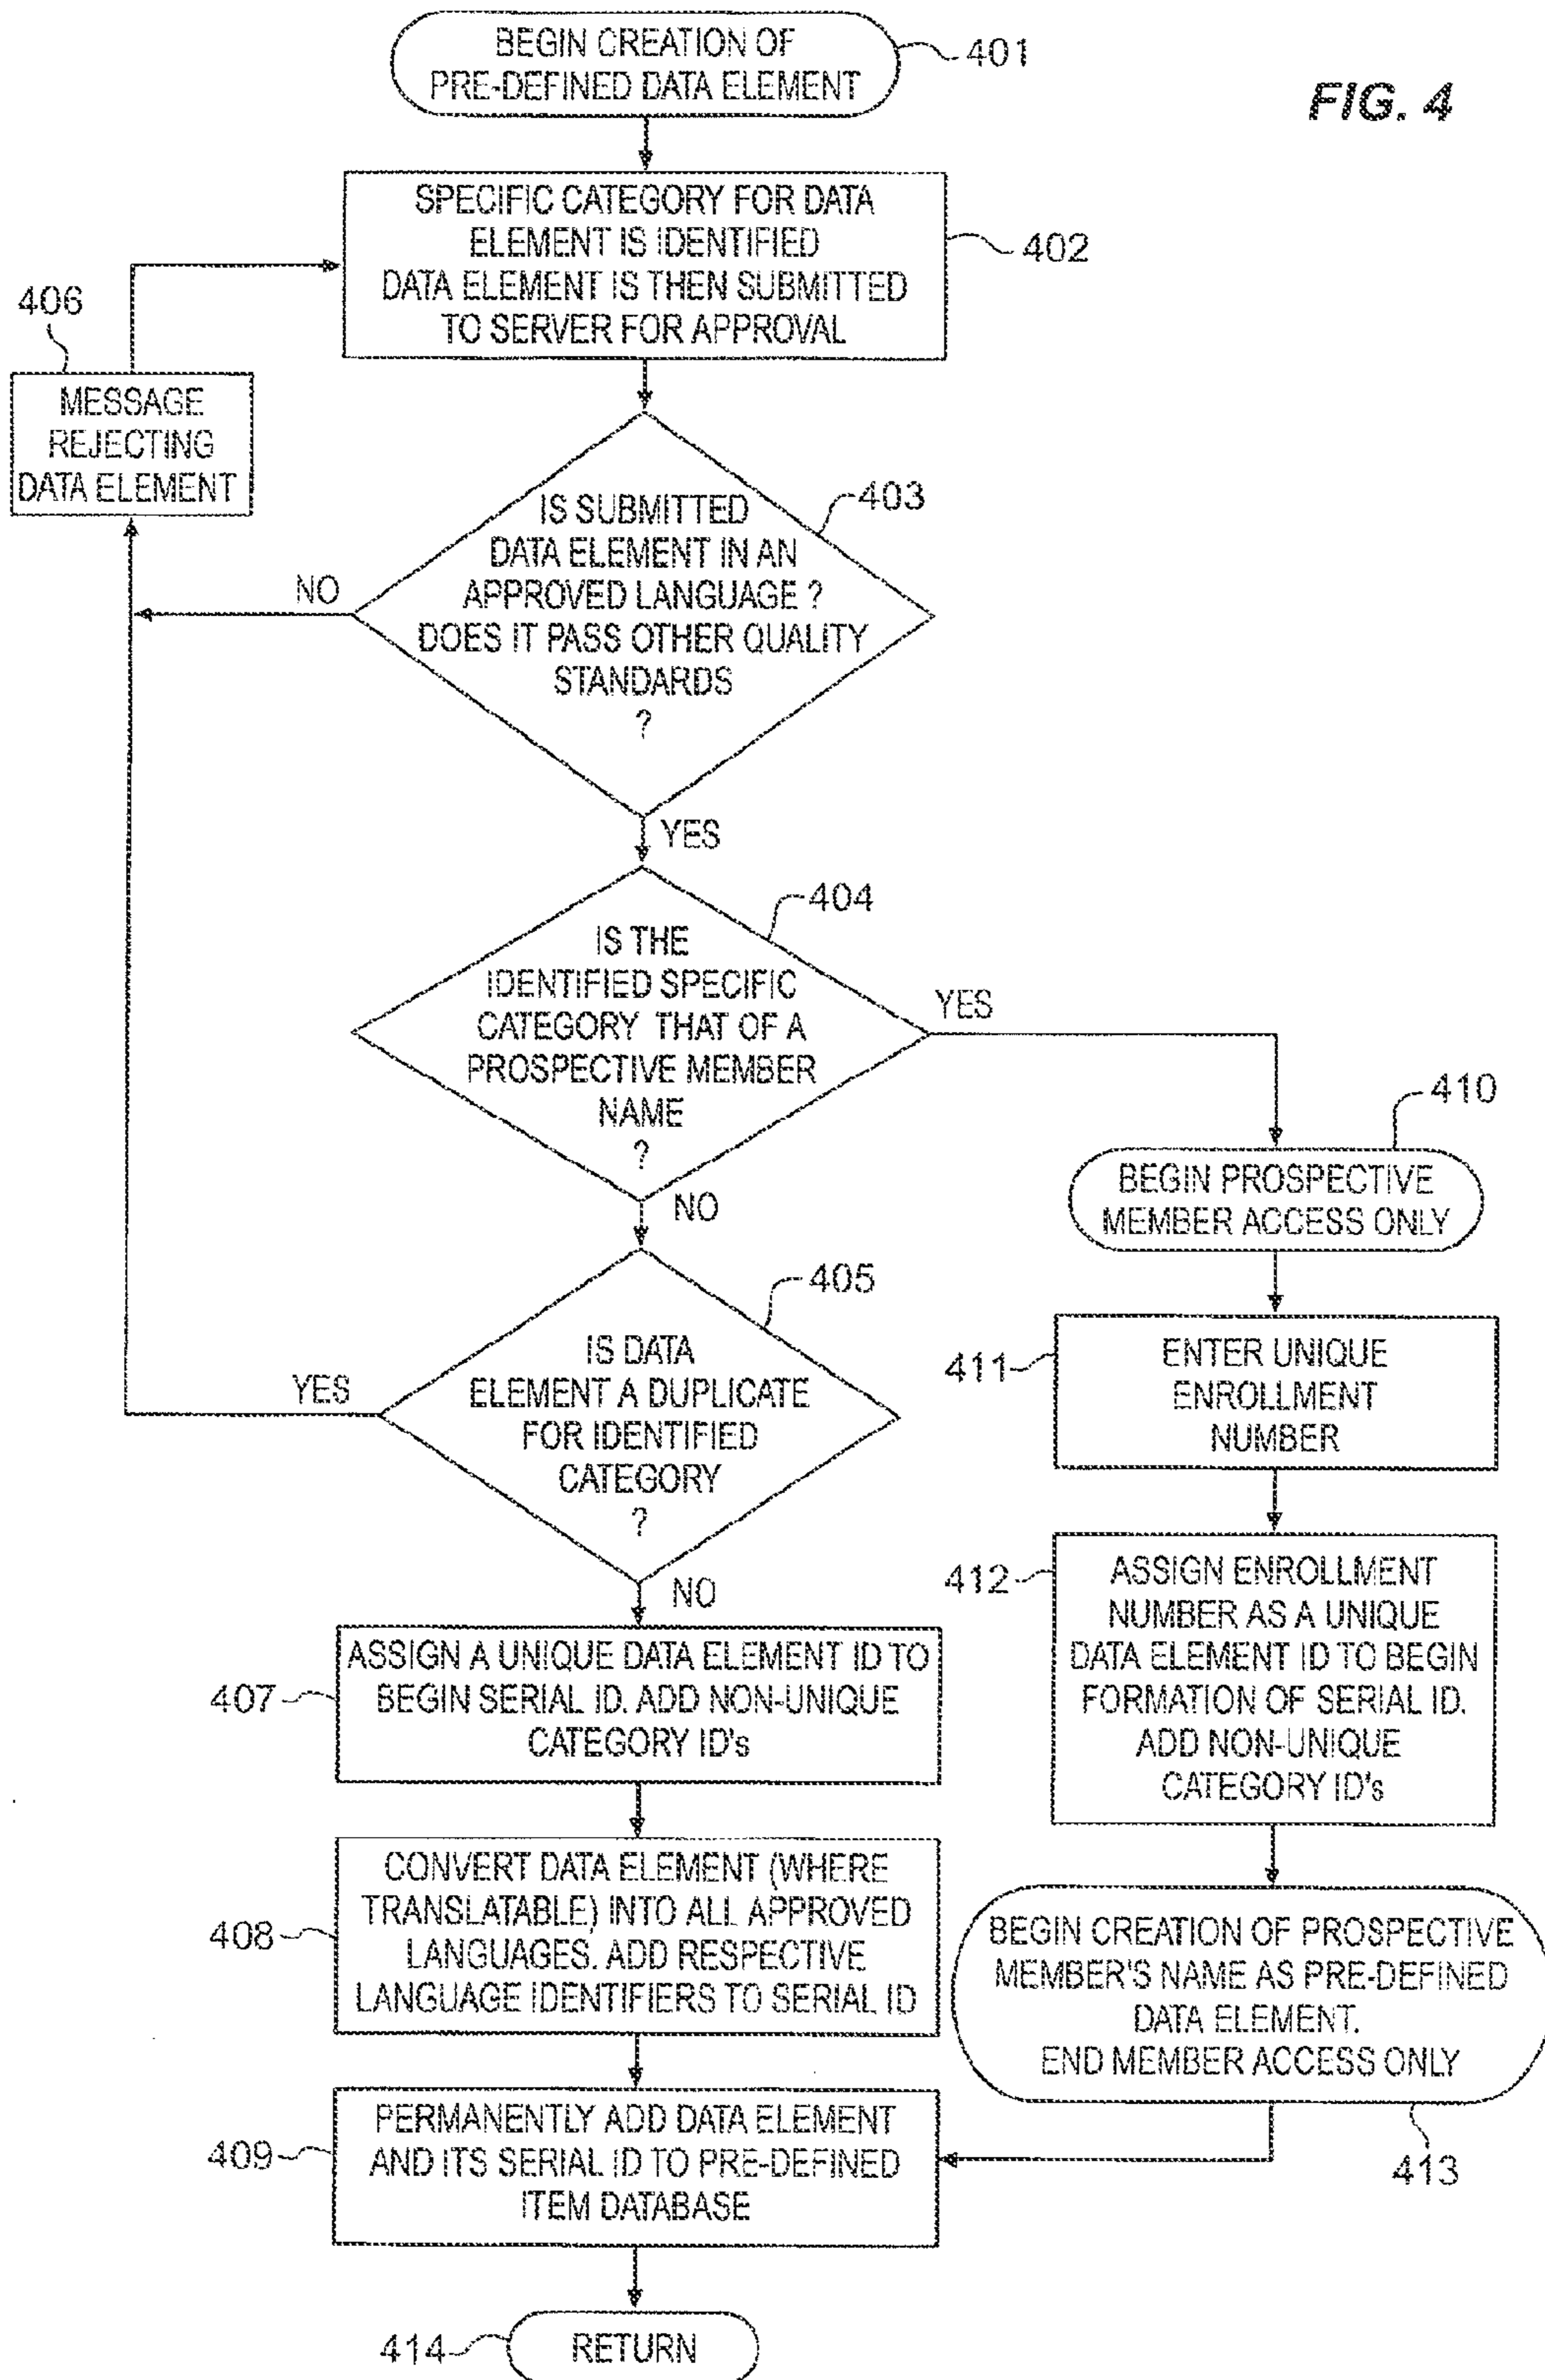 BEGIN CREATION OF
PRE-DEFINED DATA ELEMENT
401
FIG. 4
SPECIFIC CATEGORY FOR DATA
ELEMENT IS IDENTIFIED
DATA ELEMENT IS THEN SUBMITTED
TO SERVER FOR APPROVAL
402
406
MESSAGE
REJECTING
DATA ELEMENT
IS SUBMITTED
DATA ELEMENT IN AN
APPROVED LANGUAGE ?
DOES IT PASS OTHER QUALITY
STANDARDS
?
403
NO
YES
IS THE
IDENTIFIED SPECIFIC
CATEGORY THAT OF A
PROSPECTIVE MEMBER
NAME
?
404
YES
NO
410
BEGIN PROSPECTIVE
MEMBER ACCESS ONLY
IS DATA
ELEMENT A DUPLICATE
FOR IDENTIFIED
CATEGORY
?
405
YES
NO
411
ENTER UNIQUE
ENROLLMENT
NUMBER
412
ASSIGN ENROLLMENT
NUMBER AS A UNIQUE
DATA ELEMENT ID TO BEGIN
FORMATION OF SERIAL ID.
ADD NON-UNIQUE
CATEGORY ID's
407
ASSIGN A UNIQUE DATA ELEMENT ID TO
BEGIN SERIAL ID. ADD NON-UNIQUE
CATEGORY ID's
408
CONVERT DATA ELEMENT (WHERE
TRANSLATABLE) INTO ALL APPROVED
LANGUAGES. ADD RESPECTIVE
LANGUAGE IDENTIFIERS TO SERIAL ID
BEGIN CREATION OF PROSPECTIVE
MEMBER'S NAME AS PRE-DEFINED
DATA ELEMENT.
END MEMBER ACCESS ONLY
413
409
PERMANENTLY ADD DATA ELEMENT
AND ITS SERIAL ID TO PRE-DEFINED
ITEM DATABASE
414
RETURN